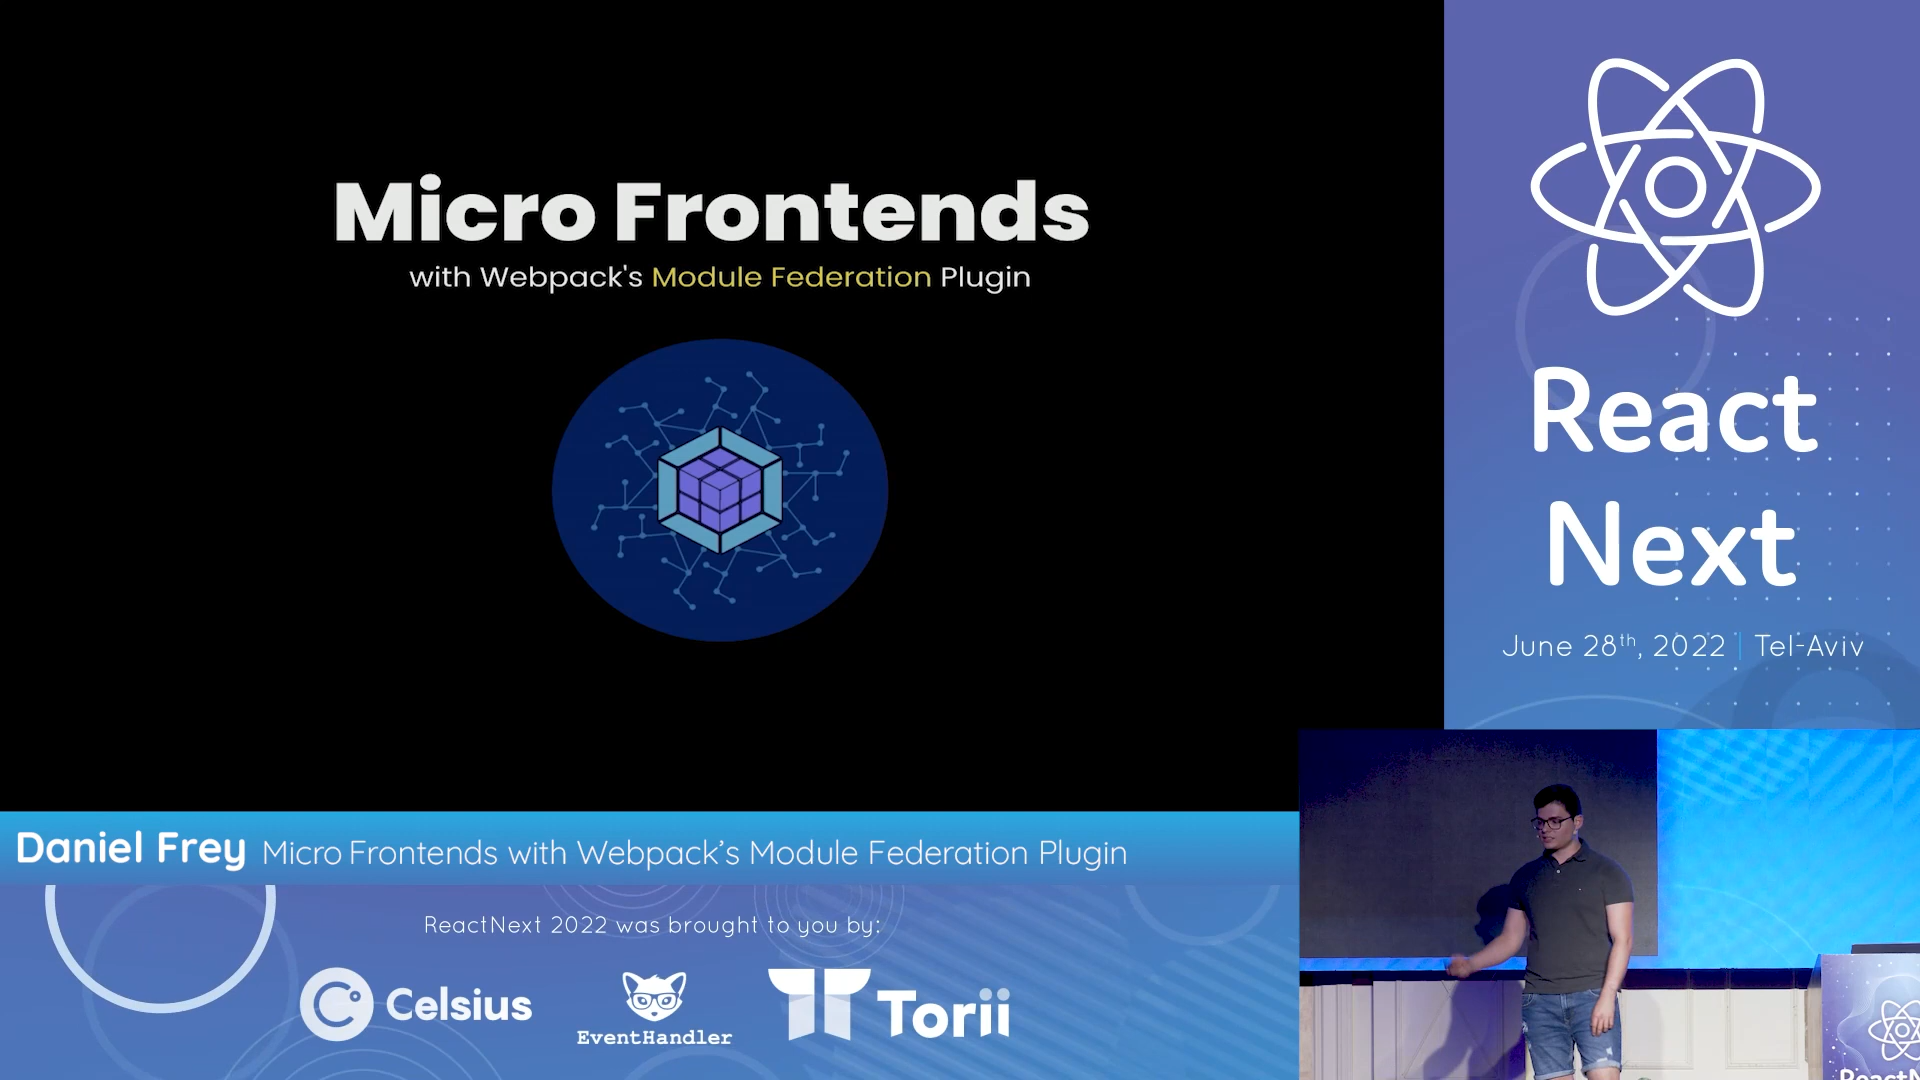 Micro Frontends
with Webpack's Module Federation Plugin
React
Next
June 28th, 2022 | Tel-Aviv
Daniel Frey Micro Frontends with Webpack’s Module Federation Plugin
ReactNext 2022 was brought to you by:
Celsius
EventHandler
Torii